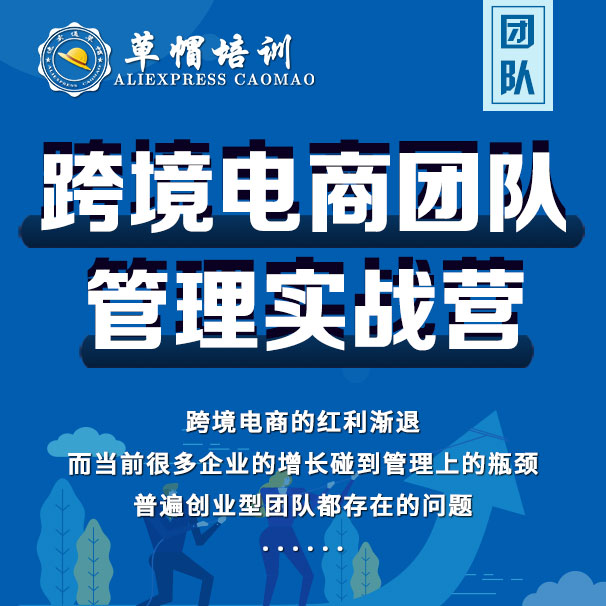 草帽培训
ALIEXPRESS CAOMAO
团队
跨境电商团队
管理实战营
跨境电商的红利渐退
而当前很多企业的增长碰到管理上的瓶颈
普遍创业型团队都存在的问题
······